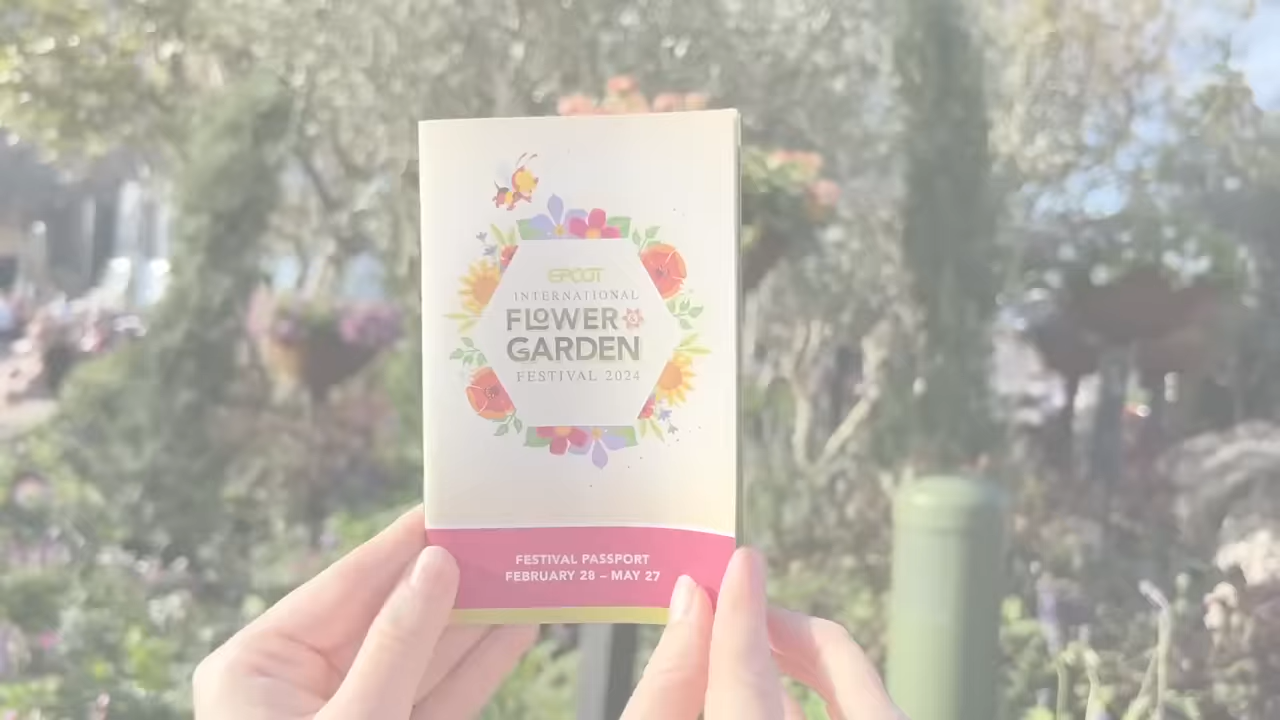 EPCOT
INTERNATIONAL
FLOWER &
GARDEN
FESTIVAL 2024
FESTIVAL PASSPORT
FEBRUARY 28 – MAY 27